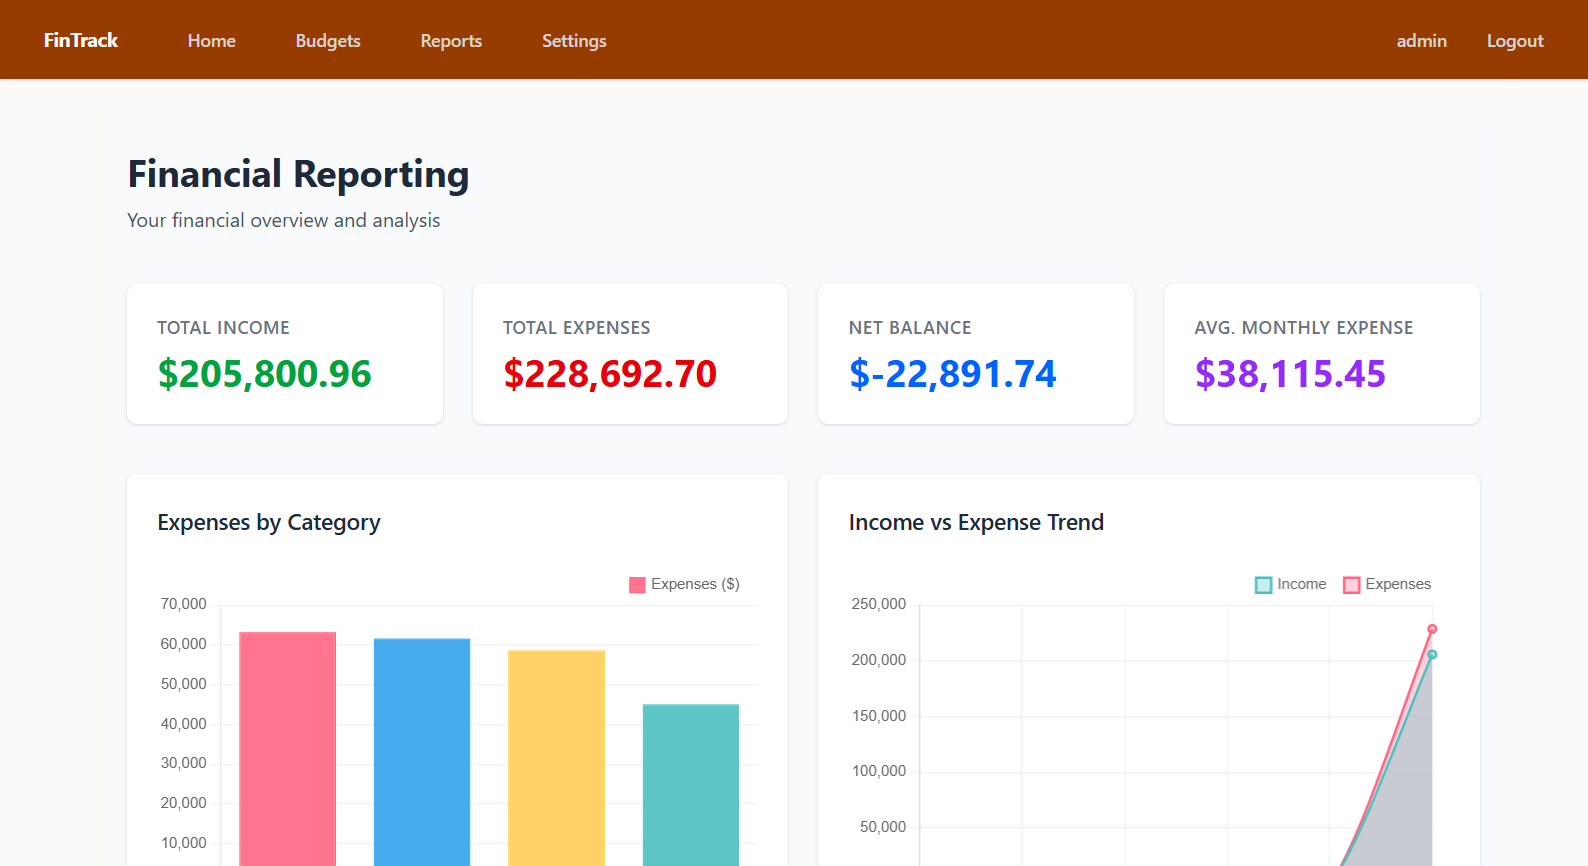 FinTrack Home Budgets Reports Settings admin Logout
Financial Reporting
Your financial overview and analysis
TOTAL INCOME
$205,800.96
TOTAL EXPENSES
$228,692.70
NET BALANCE
$-22,891.74
AVG. MONTHLY EXPENSE
$38,115.45
Expenses by Category
Expenses ($)
70,000
60,000
50,000
40,000
30,000
20,000
10,000
Income vs Expense Trend
Income Expenses
250,000
200,000
150,000
100,000
50,000